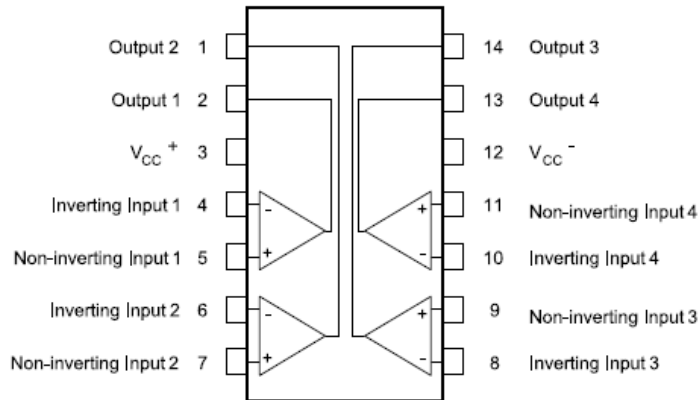 Output 2 1
Output 1 2
VCC + 3
Inverting Input 1 4
-
Non-inverting Input 1 5
+
Inverting Input 2 6
-
Non-inverting Input 2 7
+
14 Output 3
13 Output 4
12 VCC -
+
11 Non-inverting Input 4
-
10 Inverting Input 4
+
9 Non-inverting Input 3
-
8 Inverting Input 3